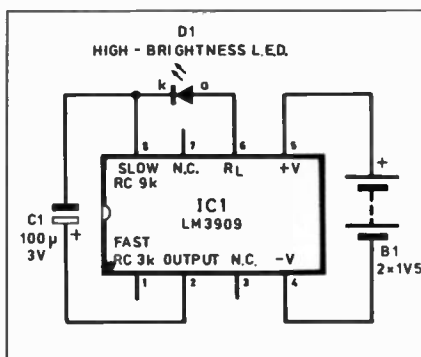 D1
HIGH - BRIGHTNESS L.E.D.
k a
8 7 6 5
SLOW N.C. RL +V
RC 9k
IC1
LM3909
C1
100µ
3V
+
+
B1
2×1V5
FAST
RC 3k OUTPUT N.C. -V
1 2 3 4